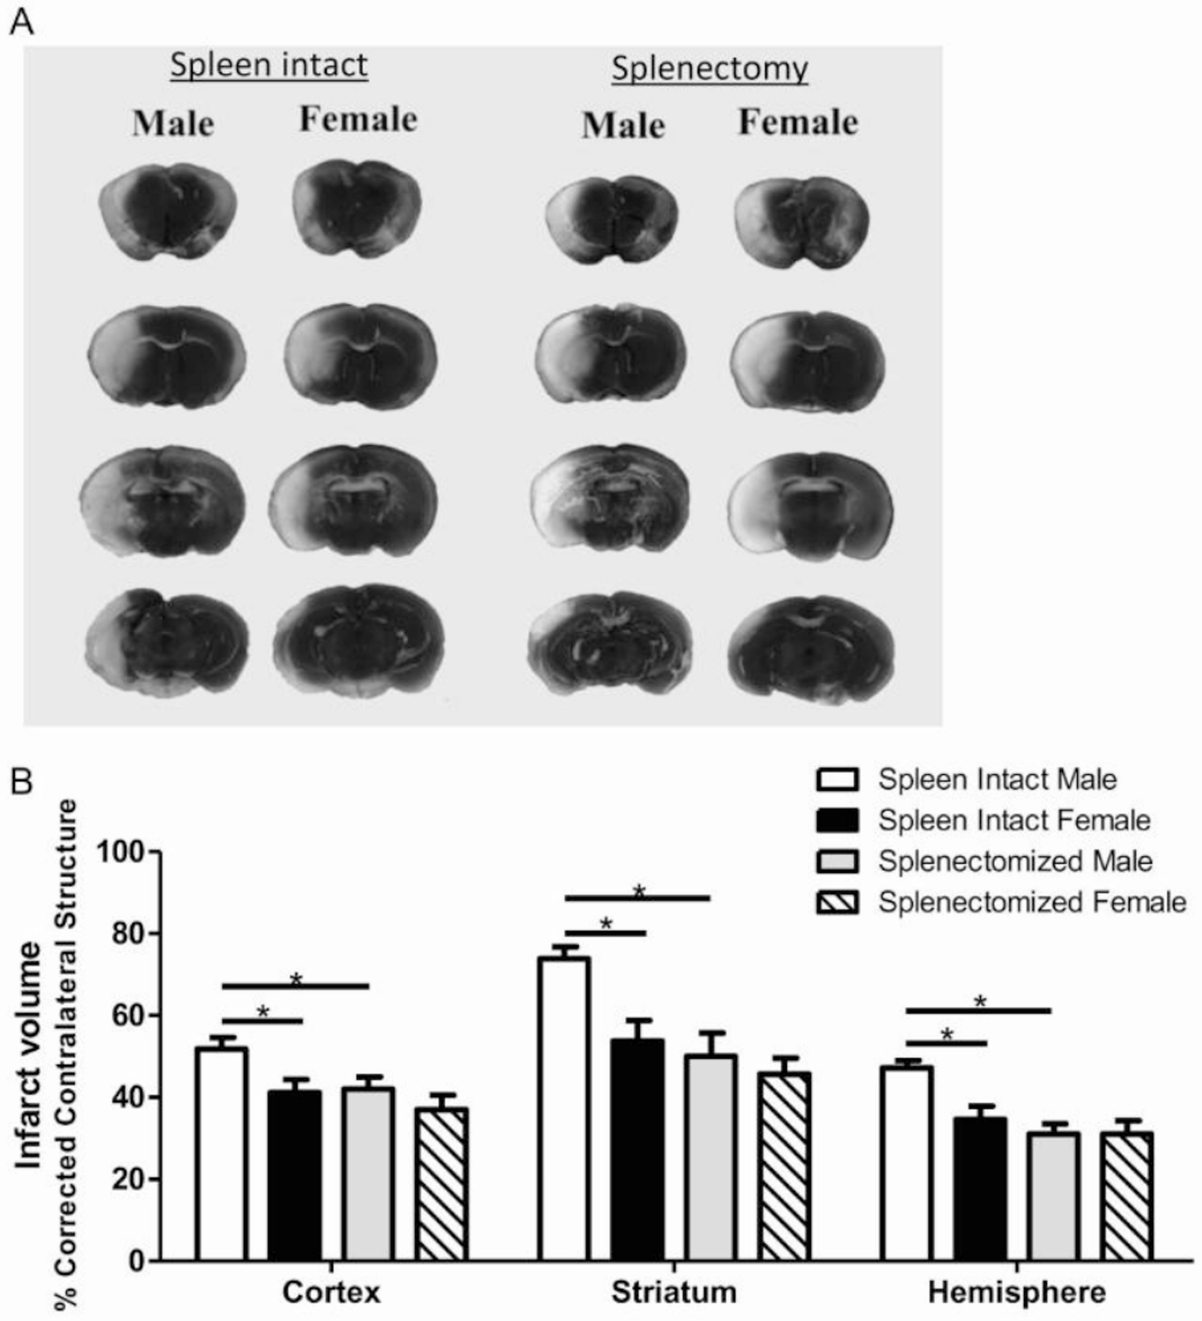 A
Spleen intact
Splenectomy
Male
Female
Male
Female
B
Spleen Intact Male
Spleen Intact Female
Splenectomized Male
Splenectomized Female
Infarct volume
% Corrected Contralateral Structure
100
80
60
40
20
0
*
*
*
*
*
*
Cortex
Striatum
Hemisphere